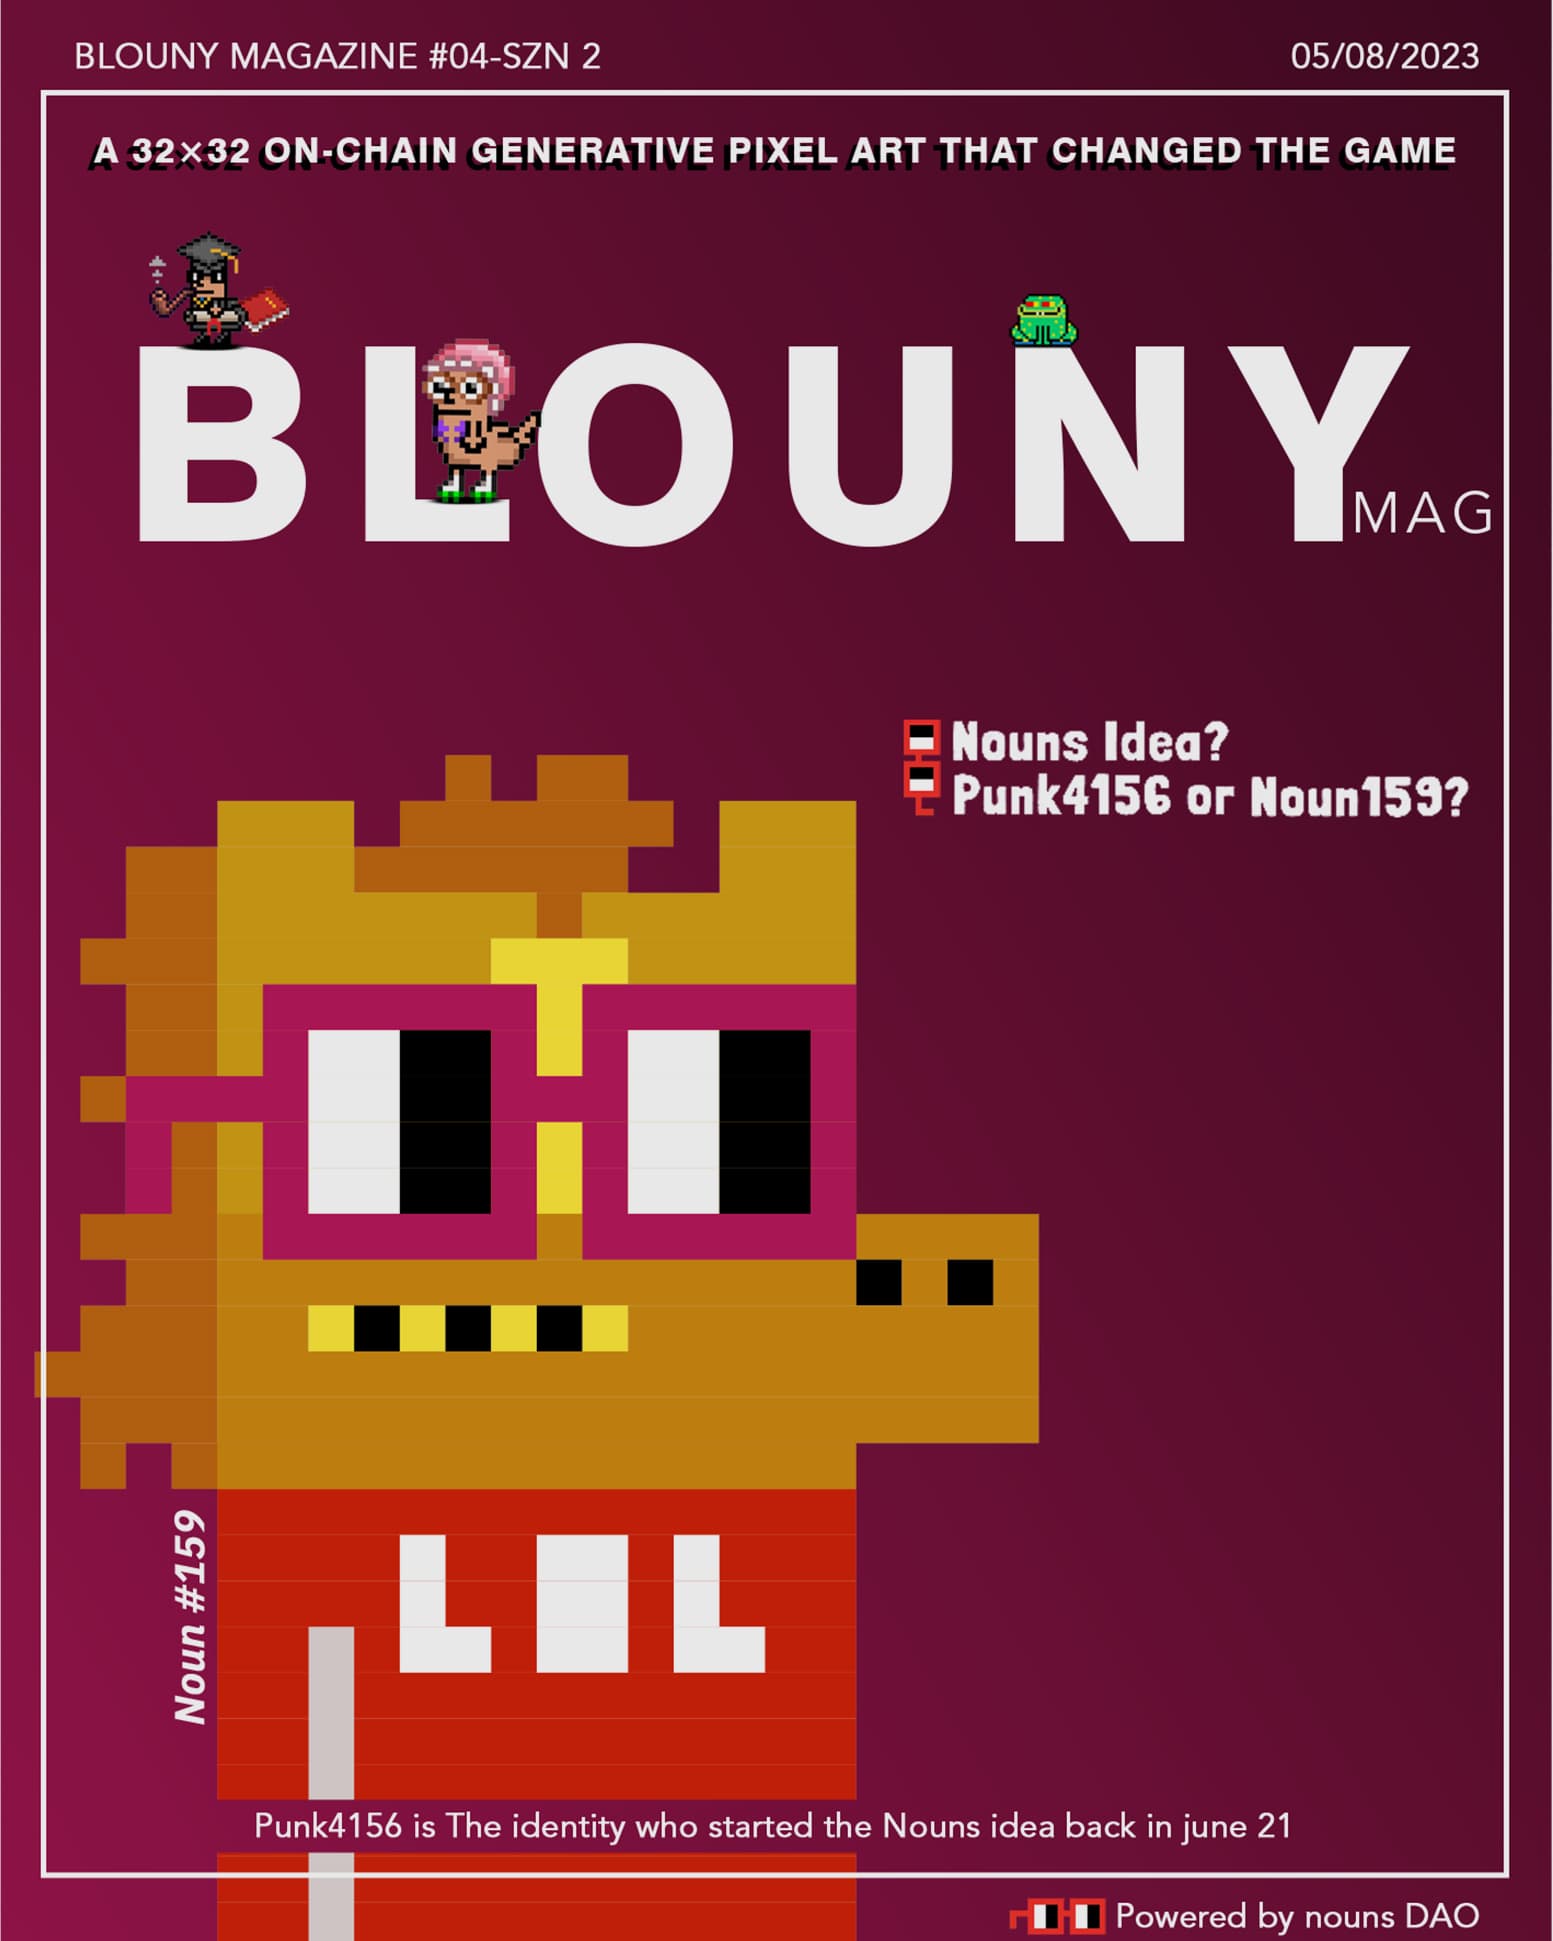 BLOUNY MAGAZINE #04-SZN 2
05/08/2023
A 32×32 ON-CHAIN GENERATIVE PIXEL ART THAT CHANGED THE GAME
BLOUNY
MAG
Nouns Idea?
Punk4156 or Noun159?
Noun #159
LOL
Punk4156 is The identity who started the Nouns idea back in june 21
Powered by nouns DAO